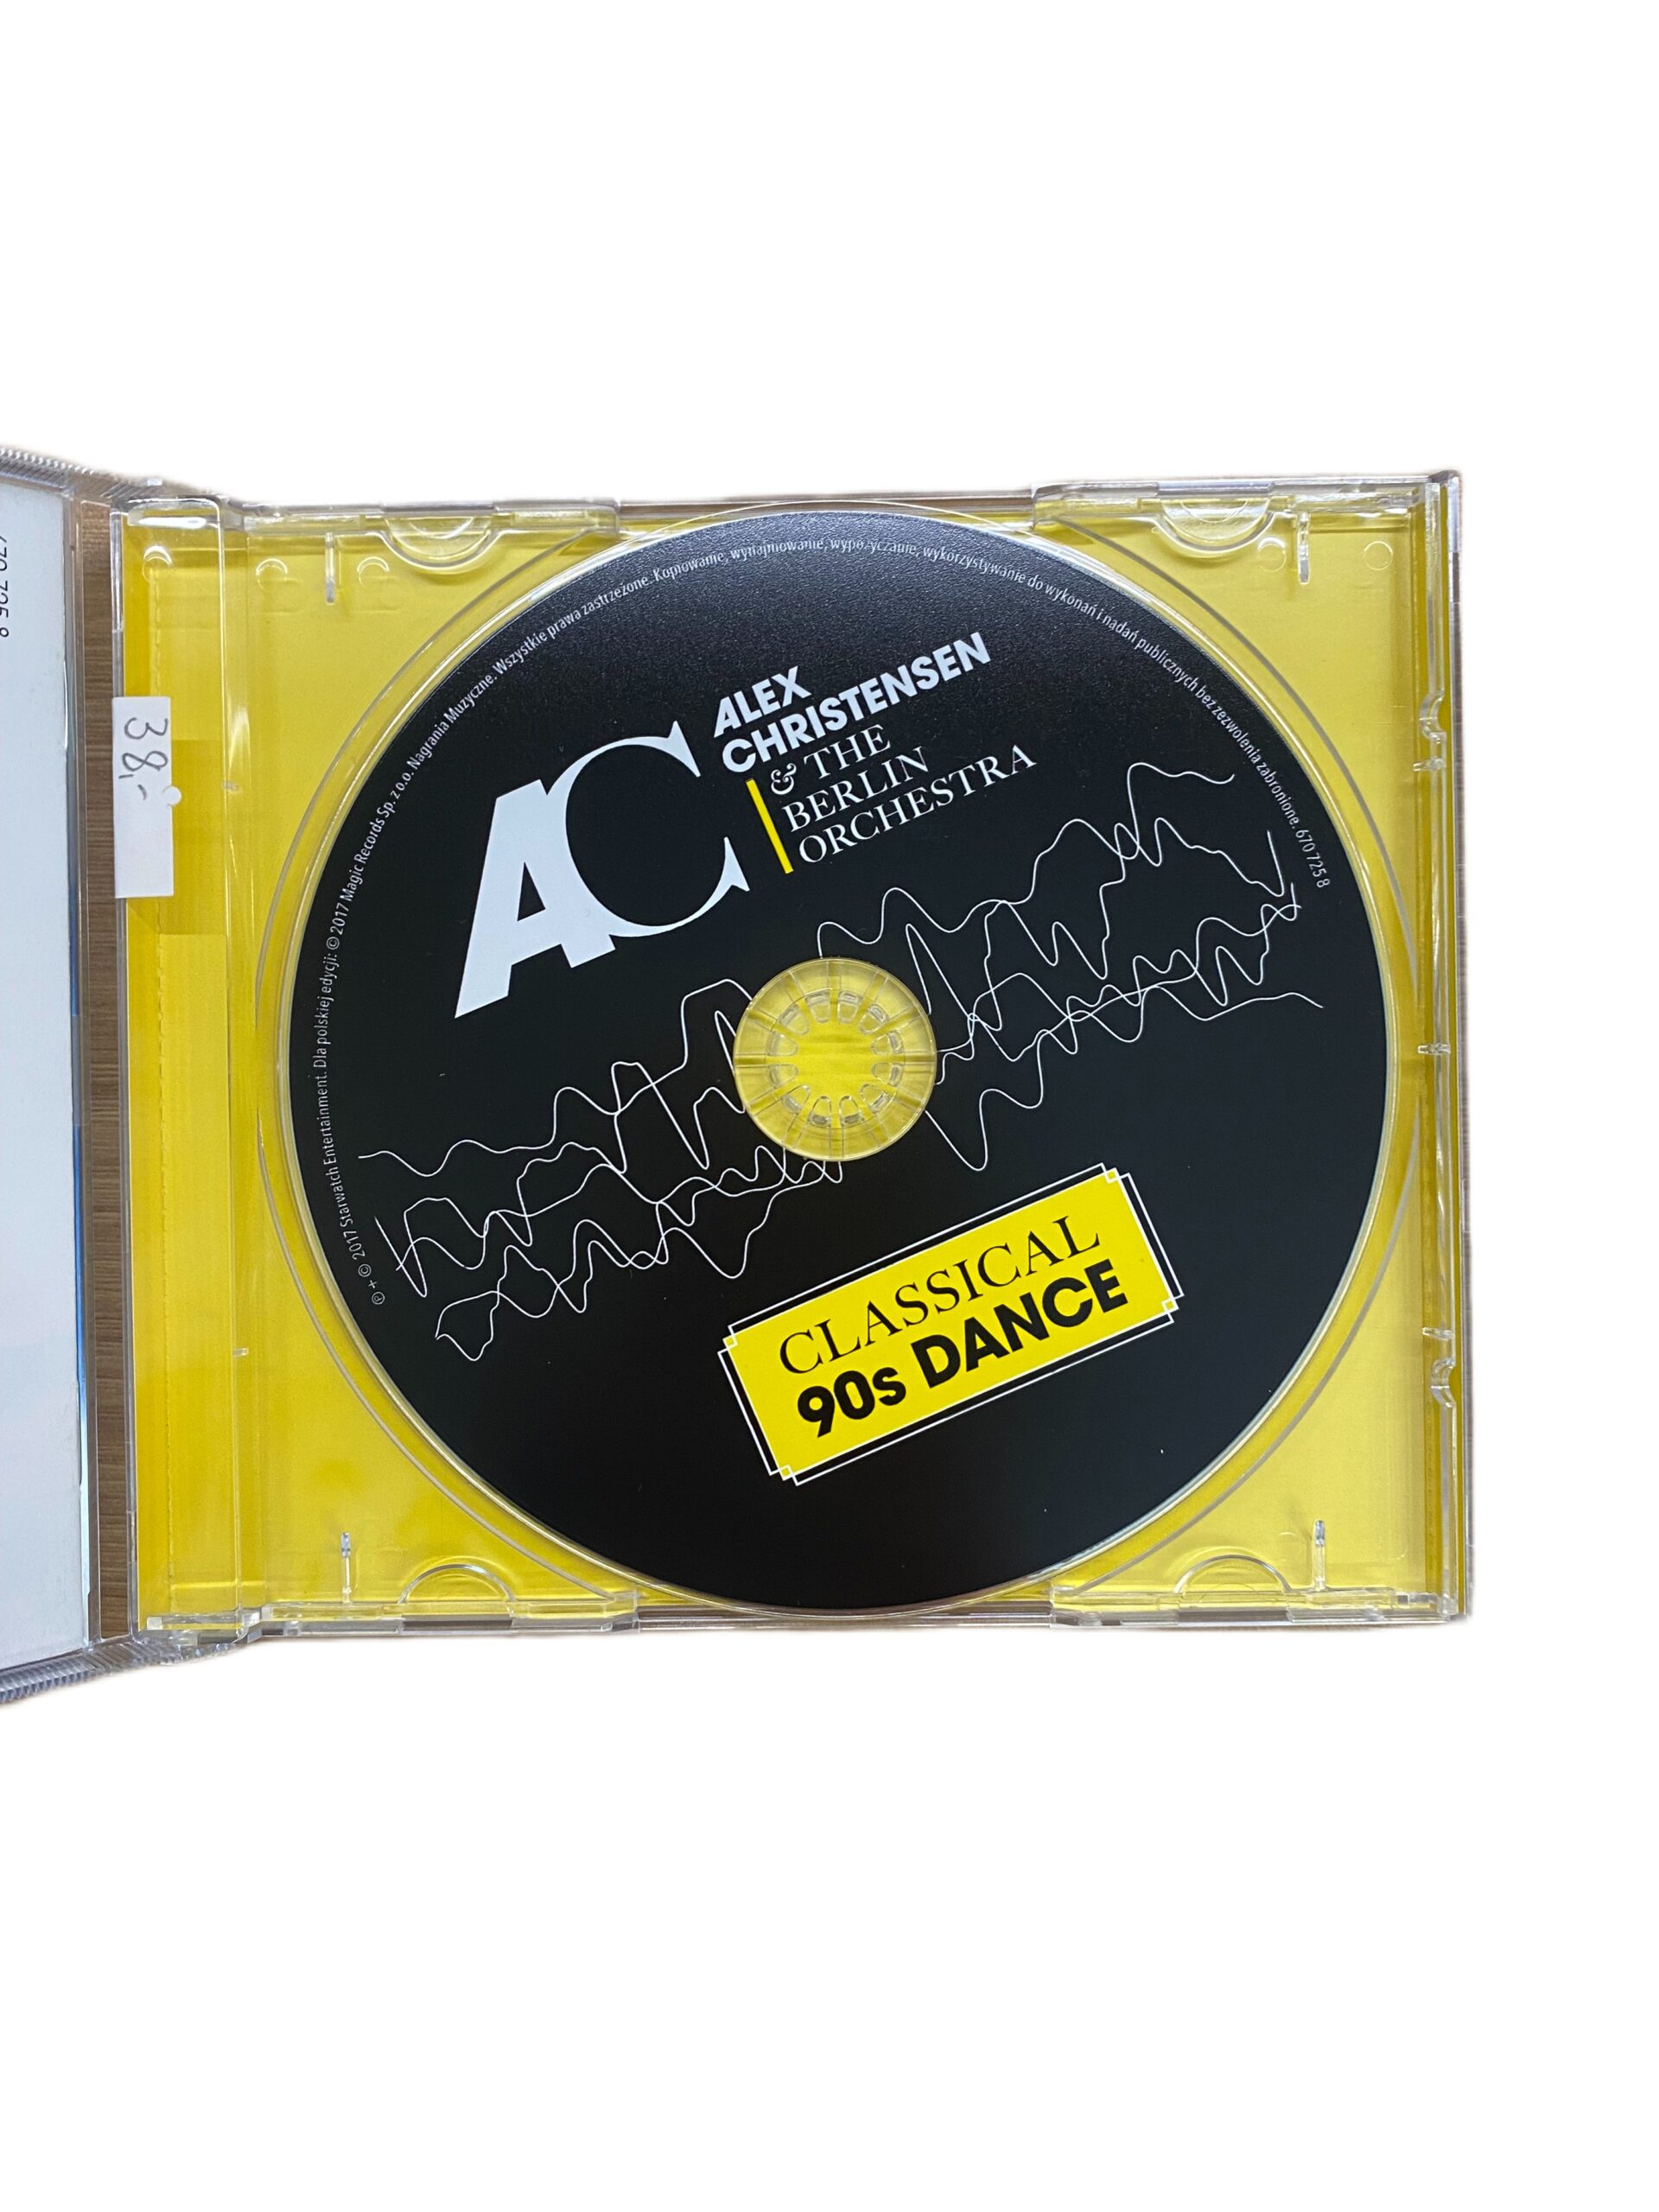 AC
ALEX
CHRISTENSEN
& THE
BERLIN
ORCHESTRA
CLASSICAL
90s DANCE
℗ + © 2017 Starwatch Entertainment. Dla polskiej edycji: © 2017 Magic Records Sp. z o.o. Nagrania Muzyczne. Wszystkie prawa zastrzeżone. Kopiowanie, wynajmowanie, wypożyczanie, wykorzystywanie do wykonań i nadań publicznych bez zezwolenia zabronione. 670 725 8
38,-